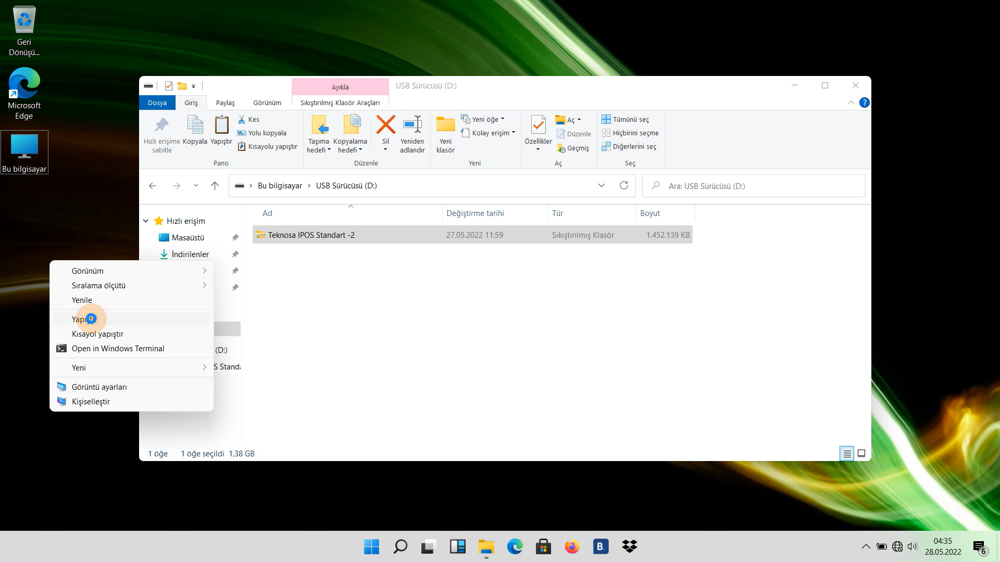 Geri
Dönüşü...
Microsoft
Edge
Bu bilgisayar
Ayıkla
USB Sürücüsü (D:)
Dosya
Giriş
Paylaş
Görünüm
Sıkıştırılmış Klasör Araçları
Hızlı erişime
sabitle
Kopyala
Yapıştır
Kes
Yolu kopyala
Kısayolu yapıştır
Pano
Taşıma
hedefi
Kopyalama
hedefi
Sil
Yeniden
adlandır
Düzenle
Yeni
klasör
Yeni öğe
Kolay erişim
Yeni
Özellikler
Aç
Düzenle
Geçmiş
Aç
Tümünü seç
Hiçbirini seçme
Diğerlerini seç
Seç
Bu bilgisayar
USB Sürücüsü (D:)
Ara: USB Sürücüsü (D:)
Hızlı erişim
Masaüstü
İndirilenler
(D:)
S Standa
Ad
Değiştirme tarihi
Tür
Boyut
Teknosa IPOS Standart -2
27.05.2022 11:59
Sıkıştırılmış Klasör
1.452.139 KB
Görünüm
Sıralama ölçütü
Yenile
Yapıştır
Kısayol yapıştır
Open in Windows Terminal
Yeni
Görüntü ayarları
Kişiselleştir
1 öğe
1 öğe seçildi
1,38 GB
B.
04:35
28.05.2022
6